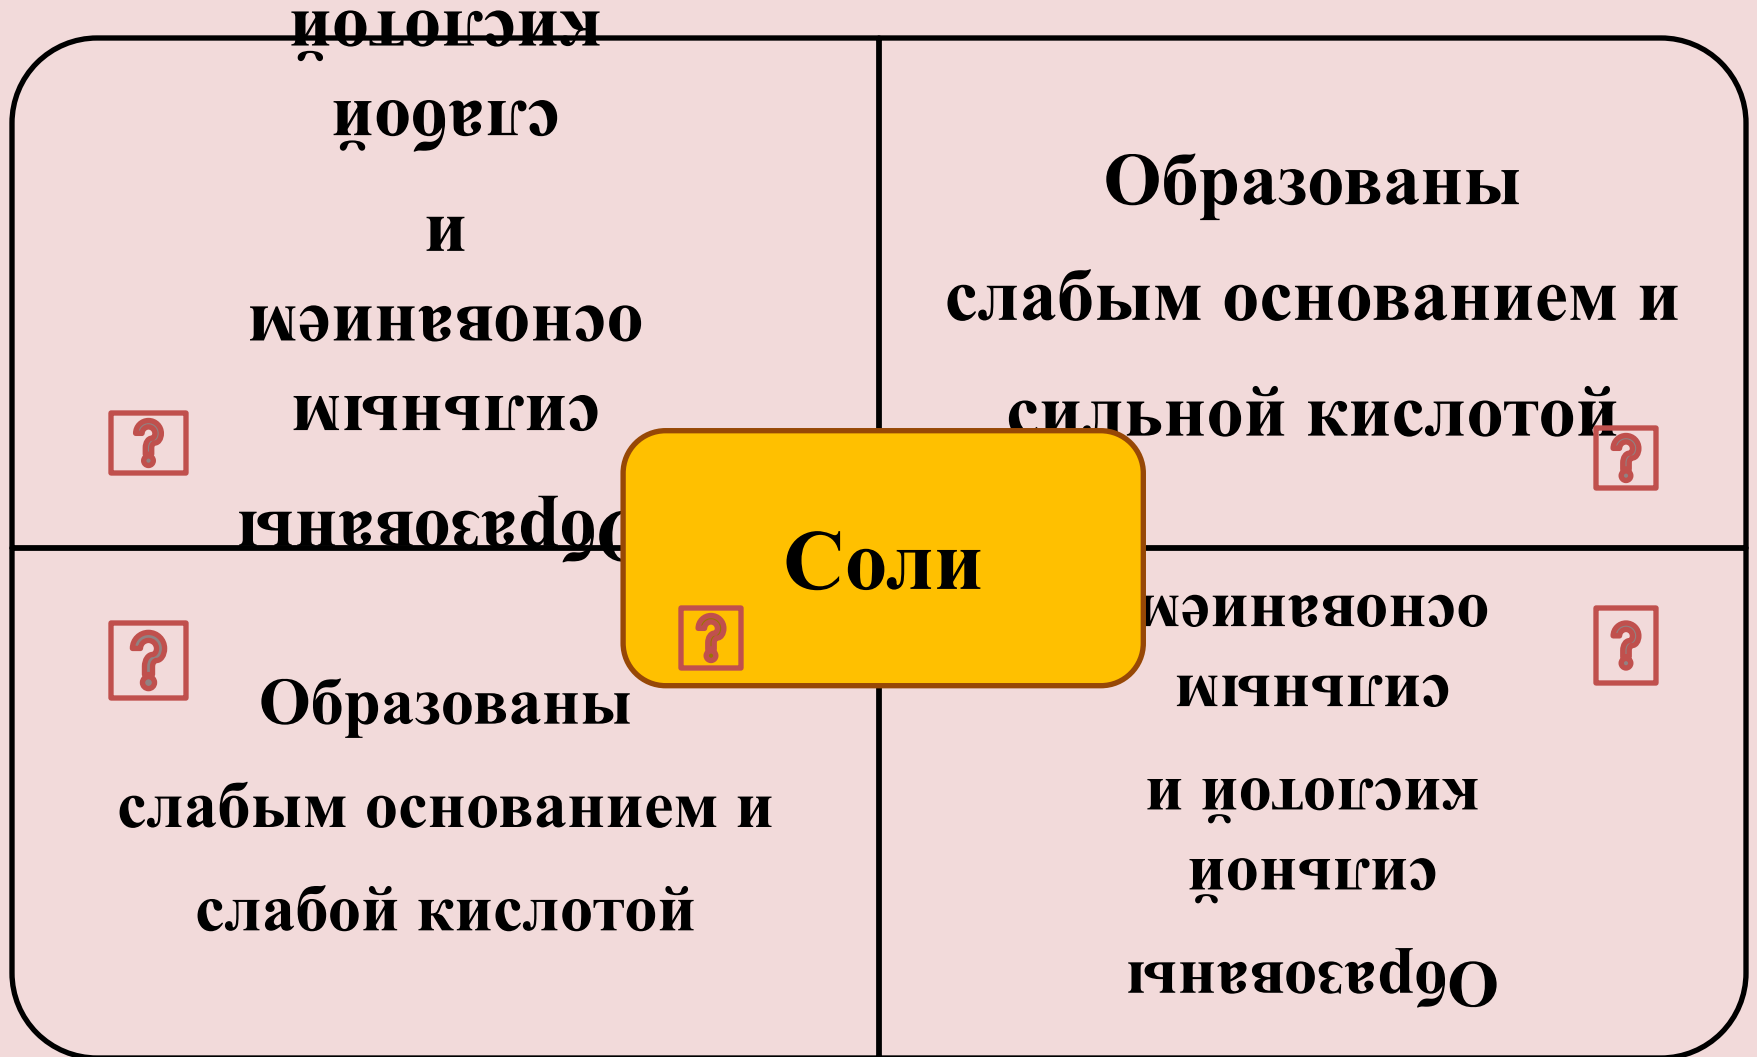 Образованы
сильным
основанием
и
слабой
кислотой
Образованы
слабым основанием и
сильной кислотой
Соли
Образованы
слабым основанием и
слабой кислотой
Образованы
сильной
кислотой и
сильным
основанием